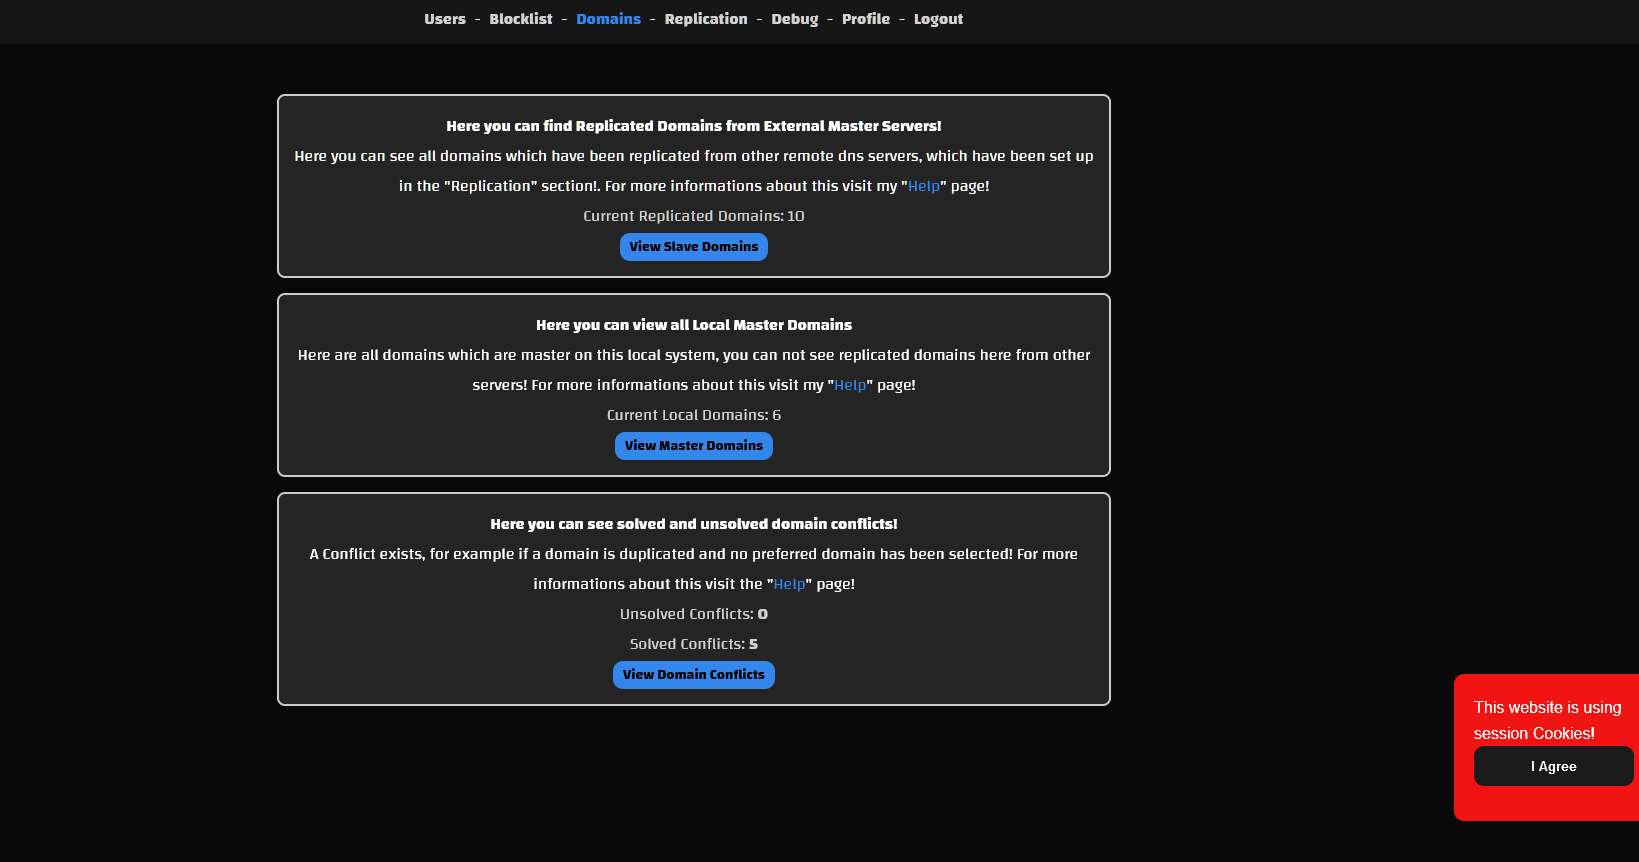 Users - Blocklist - Domains - Replication - Debug - Profile - Logout
Here you can find Replicated Domains from External Master Servers!
Here you can see all domains which have been replicated from other remote dns servers, which have been set up
in the "Replication" section!. For more informations about this visit my "Help" page!
Current Replicated Domains: 10
View Slave Domains
Here you can view all Local Master Domains
Here are all domains which are master on this local system, you can not see replicated domains here from other
servers! For more informations about this visit my "Help" page!
Current Local Domains: 6
View Master Domains
Here you can see solved and unsolved domain conflicts!
A Conflict exists, for example if a domain is duplicated and no preferred domain has been selected! For more
informations about this visit the "Help" page!
Unsolved Conflicts: 0
Solved Conflicts: 5
View Domain Conflicts
This website is using
session Cookies!
I Agree